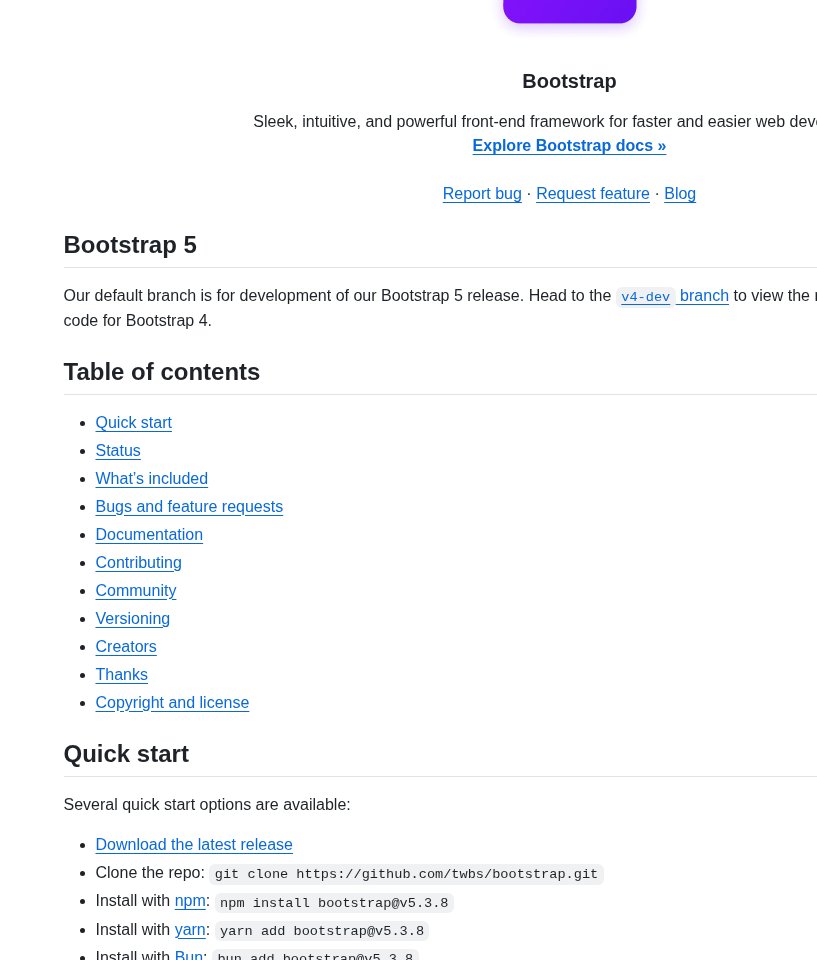 Bootstrap
Sleek, intuitive, and powerful front-end framework for faster and easier web
Explore Bootstrap docs »
Report bug · Request feature · Blog
Bootstrap 5
Our default branch is for development of our Bootstrap 5 release. Head to the v4-dev branch to view the
code for Bootstrap 4.
Table of contents
Quick start
Status
What's included
Bugs and feature requests
Documentation
Contributing
Community
Versioning
Creators
Thanks
Copyright and license
Quick start
Several quick start options are available:
Download the latest release
Clone the repo: git clone https://github.com/twbs/bootstrap.git
Install with npm: npm install bootstrap@v5.3.8
Install with yarn: yarn add bootstrap@v5.3.8
Install with Bun: bun add bootstrap@v5.3.8